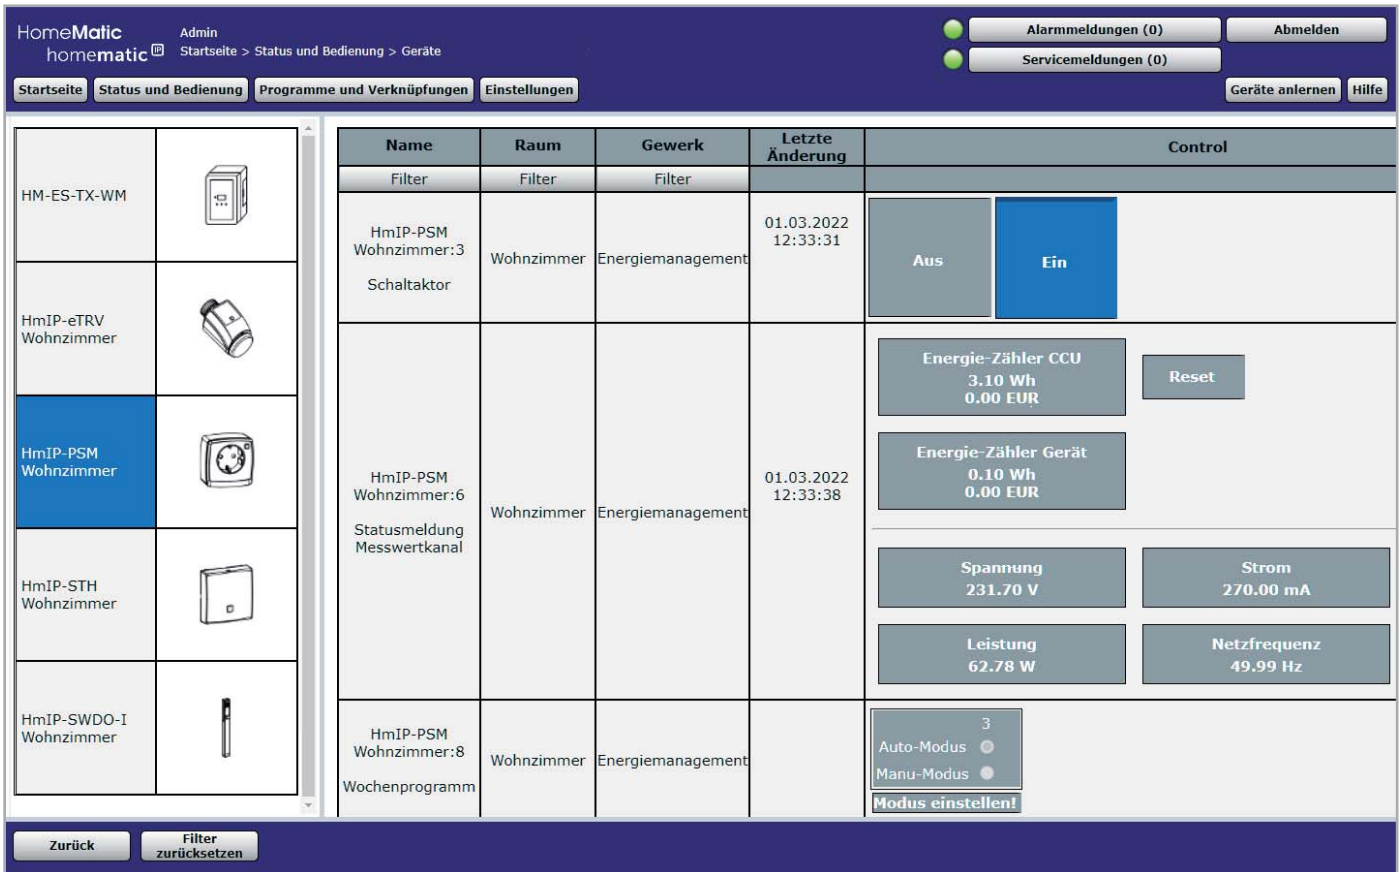 HomeMatic
homematic IP
Admin
Startseite > Status und Bedienung > Geräte
Alarmmeldungen (0)
Abmelden
Servicemeldungen (0)
Startseite
Status und Bedienung
Programme und Verknüpfungen
Einstellungen
Geräte anlernen
Hilfe
HM-ES-TX-WM
HmIP-eTRV
Wohnzimmer
HmIP-PSM
Wohnzimmer
HmIP-STH
Wohnzimmer
HmIP-SWDO-I
Wohnzimmer
Name
Raum
Gewerk
Letzte
Änderung
Control
Filter
Filter
Filter
HmIP-PSM
Wohnzimmer:3
Schaltaktor
Wohnzimmer
Energiemanagement
01.03.2022
12:33:31
Aus
Ein
HmIP-PSM
Wohnzimmer:6
Statusmeldung
Messwertkanal
Wohnzimmer
Energiemanagement
01.03.2022
12:33:38
Energie-Zähler CCU
3.10 Wh
0.00 EUR
Reset
Energie-Zähler Gerät
0.10 Wh
0.00 EUR
Spannung
231.70 V
Strom
270.00 mA
Leistung
62.78 W
Netzfrequenz
49.99 Hz
HmIP-PSM
Wohnzimmer:8
Wochenprogramm
Wohnzimmer
Energiemanagement
3
Auto-Modus
Manu-Modus
Modus einstellen!
Zurück
Filter
zurücksetzen